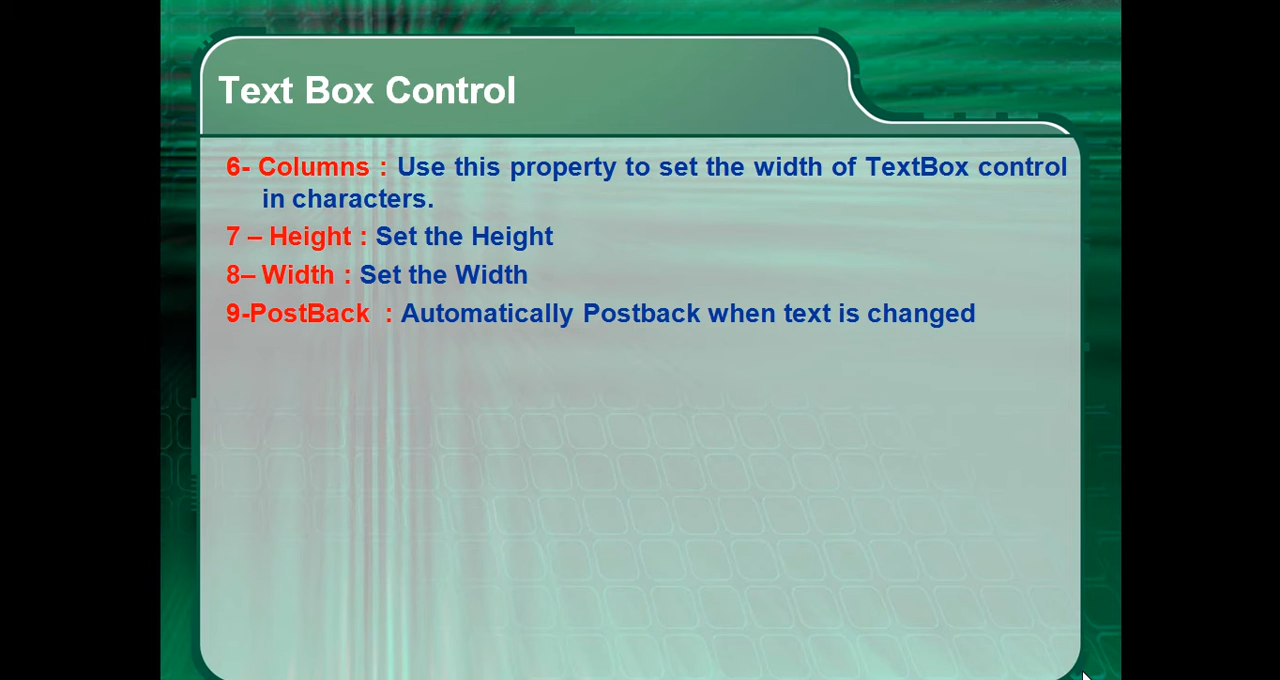 Text Box Control
6- Columns : Use this property to set the width of TextBox control
in characters.
7 – Height : Set the Height
8– Width : Set the Width
9-PostBack : Automatically Postback when text is changed